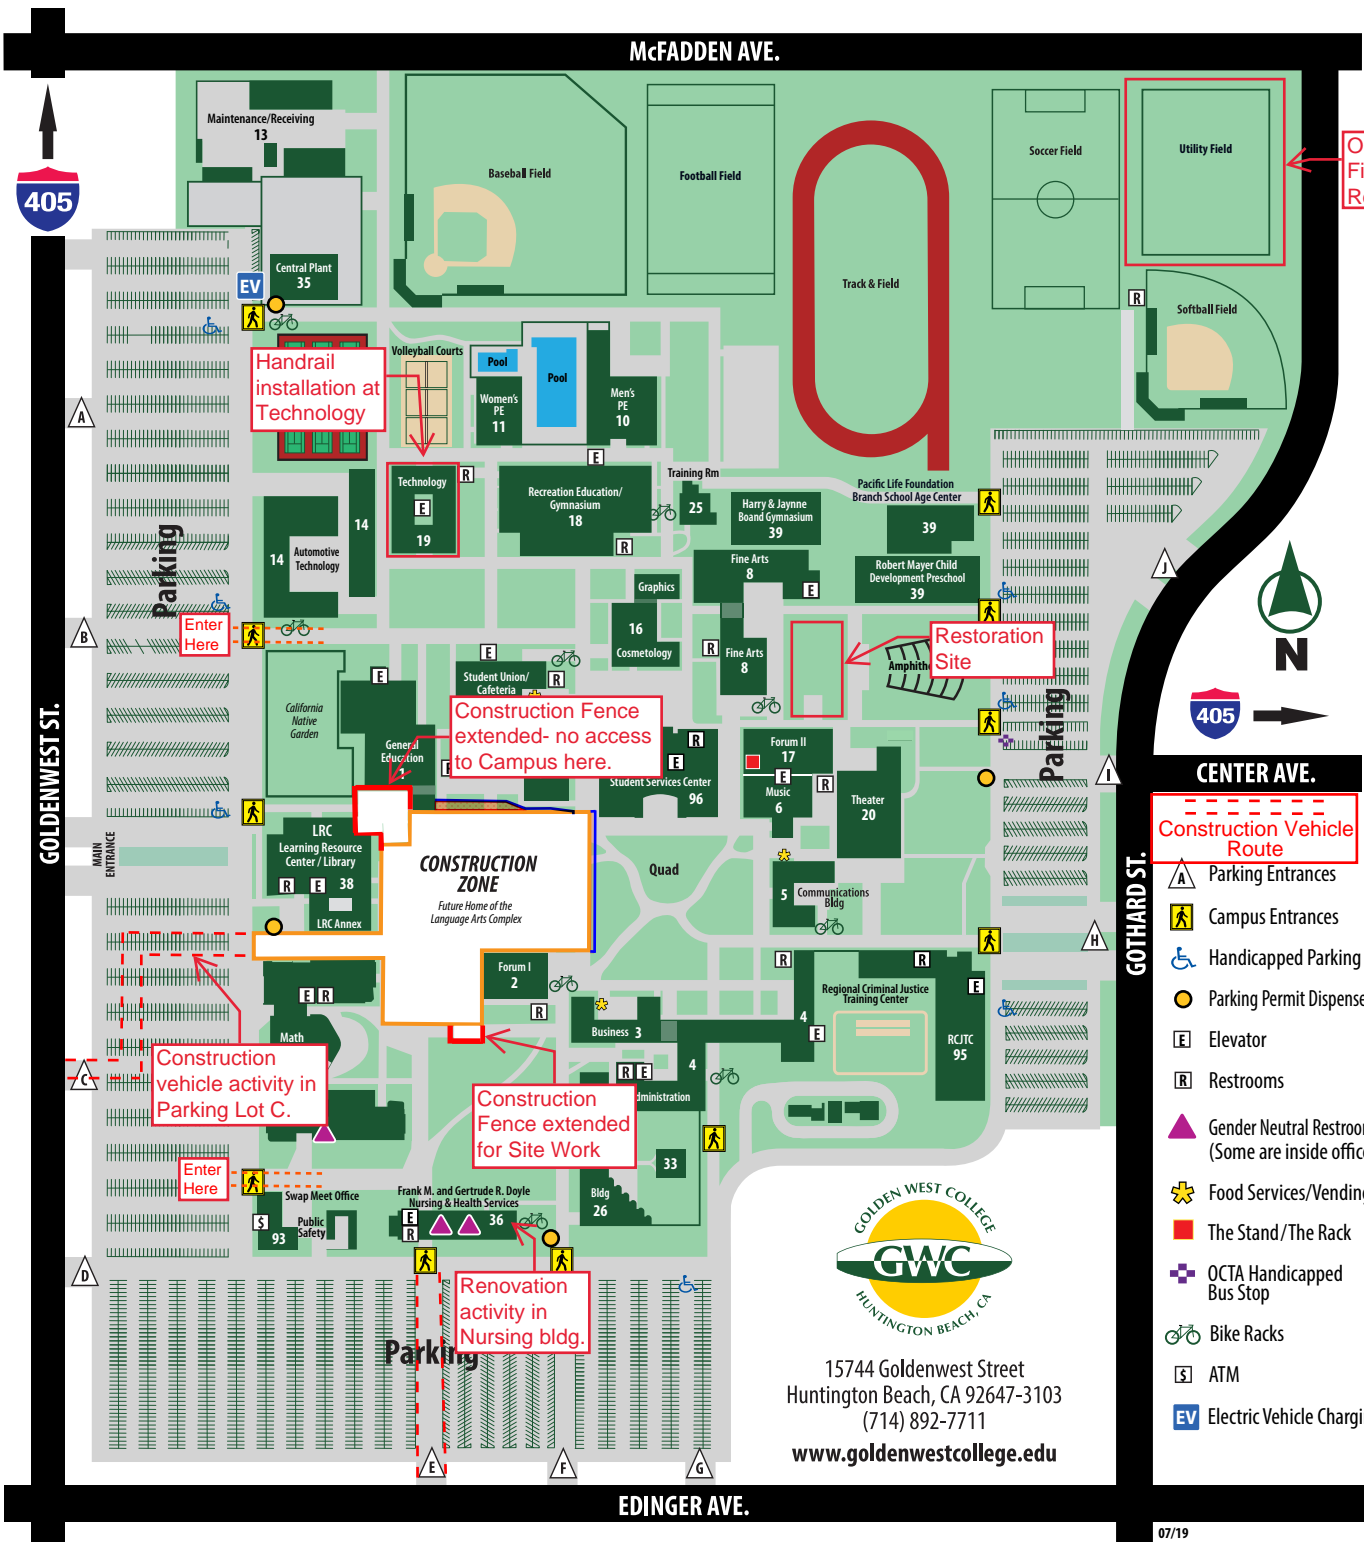 McFADDEN AVE.
Maintenance/Receiving
13
405
Baseball Field
Football Field
Track & Field
Soccer Field
Utility Field
Softball Field
R
Central Plant
35
EV
Handrail
installation at
Technology
Volleyball Courts
Pool
Pool
Women's
PE
11
Men's
PE
10
A
Technology
E
19
R
E
Recreation Education/
Gymnasium
18
R
Training Rm
25
Harry & Jaynne
Boand Gymnasium
39
Pacific Life Foundation
Branch School Age Center
39
Robert Mayer Child
Development Preschool
39
14
14
Automotive
Technology
Parking
Fine Arts
8
E
Graphics
16
Cosmetology
R
Fine Arts
8
Restoration
Site
J
N
405
B
Enter
Here
California
Native
Garden
E
E
Student Union/
Cafeteria
R
Construction Fence
extended- no access
to Campus here.
General
Education
R
E
Student Services Center
96
Forum II
17
E
R
Music
6
Theater
20
Parking
I
CENTER AVE.
GOLDENWEST ST.
MAIN
ENTRANCE
LRC
Learning Resource
Center / Library
R
E
38
LRC Annex
CONSTRUCTION
ZONE
Future Home of the
Language Arts Complex
Quad
5
Communications
Bldg
H
GOTHARD ST.
Construction Vehicle
Route
A
Parking Entrances
Campus Entrances
Handicapped Parking
E
Elevator
R
Restrooms
Food Services/Vending
The Stand/The Rack
OCTA Handicapped
Bus Stop
Bike Racks
$
ATM
EV
Electric Vehicle
E
R
Math
Forum I
2
R
Business 3
4
R
R
E
Regional Criminal Justice
Training Center
4
E
RCJTC
95
R
E
C
Construction
vehicle activity in
Parking Lot C.
Construction
Fence extended
for Site Work
33
Bldg
26
Enter
Here
Swap Meet Office
$
93
Public
Safety
Frank M. and Gertrude R. Doyle
Nursing & Health Services
E
R
36
Renovation
activity in
Nursing bldg.
D
Parking
E
F
G
GOLDEN WEST COLLEGE
GWC
HUNTINGTON BEACH, CA
15744 Goldenwest Street
Huntington Beach, CA 92647-3103
(714) 892-7711
www.goldenwestcollege.edu
EDINGER AVE.
07/19